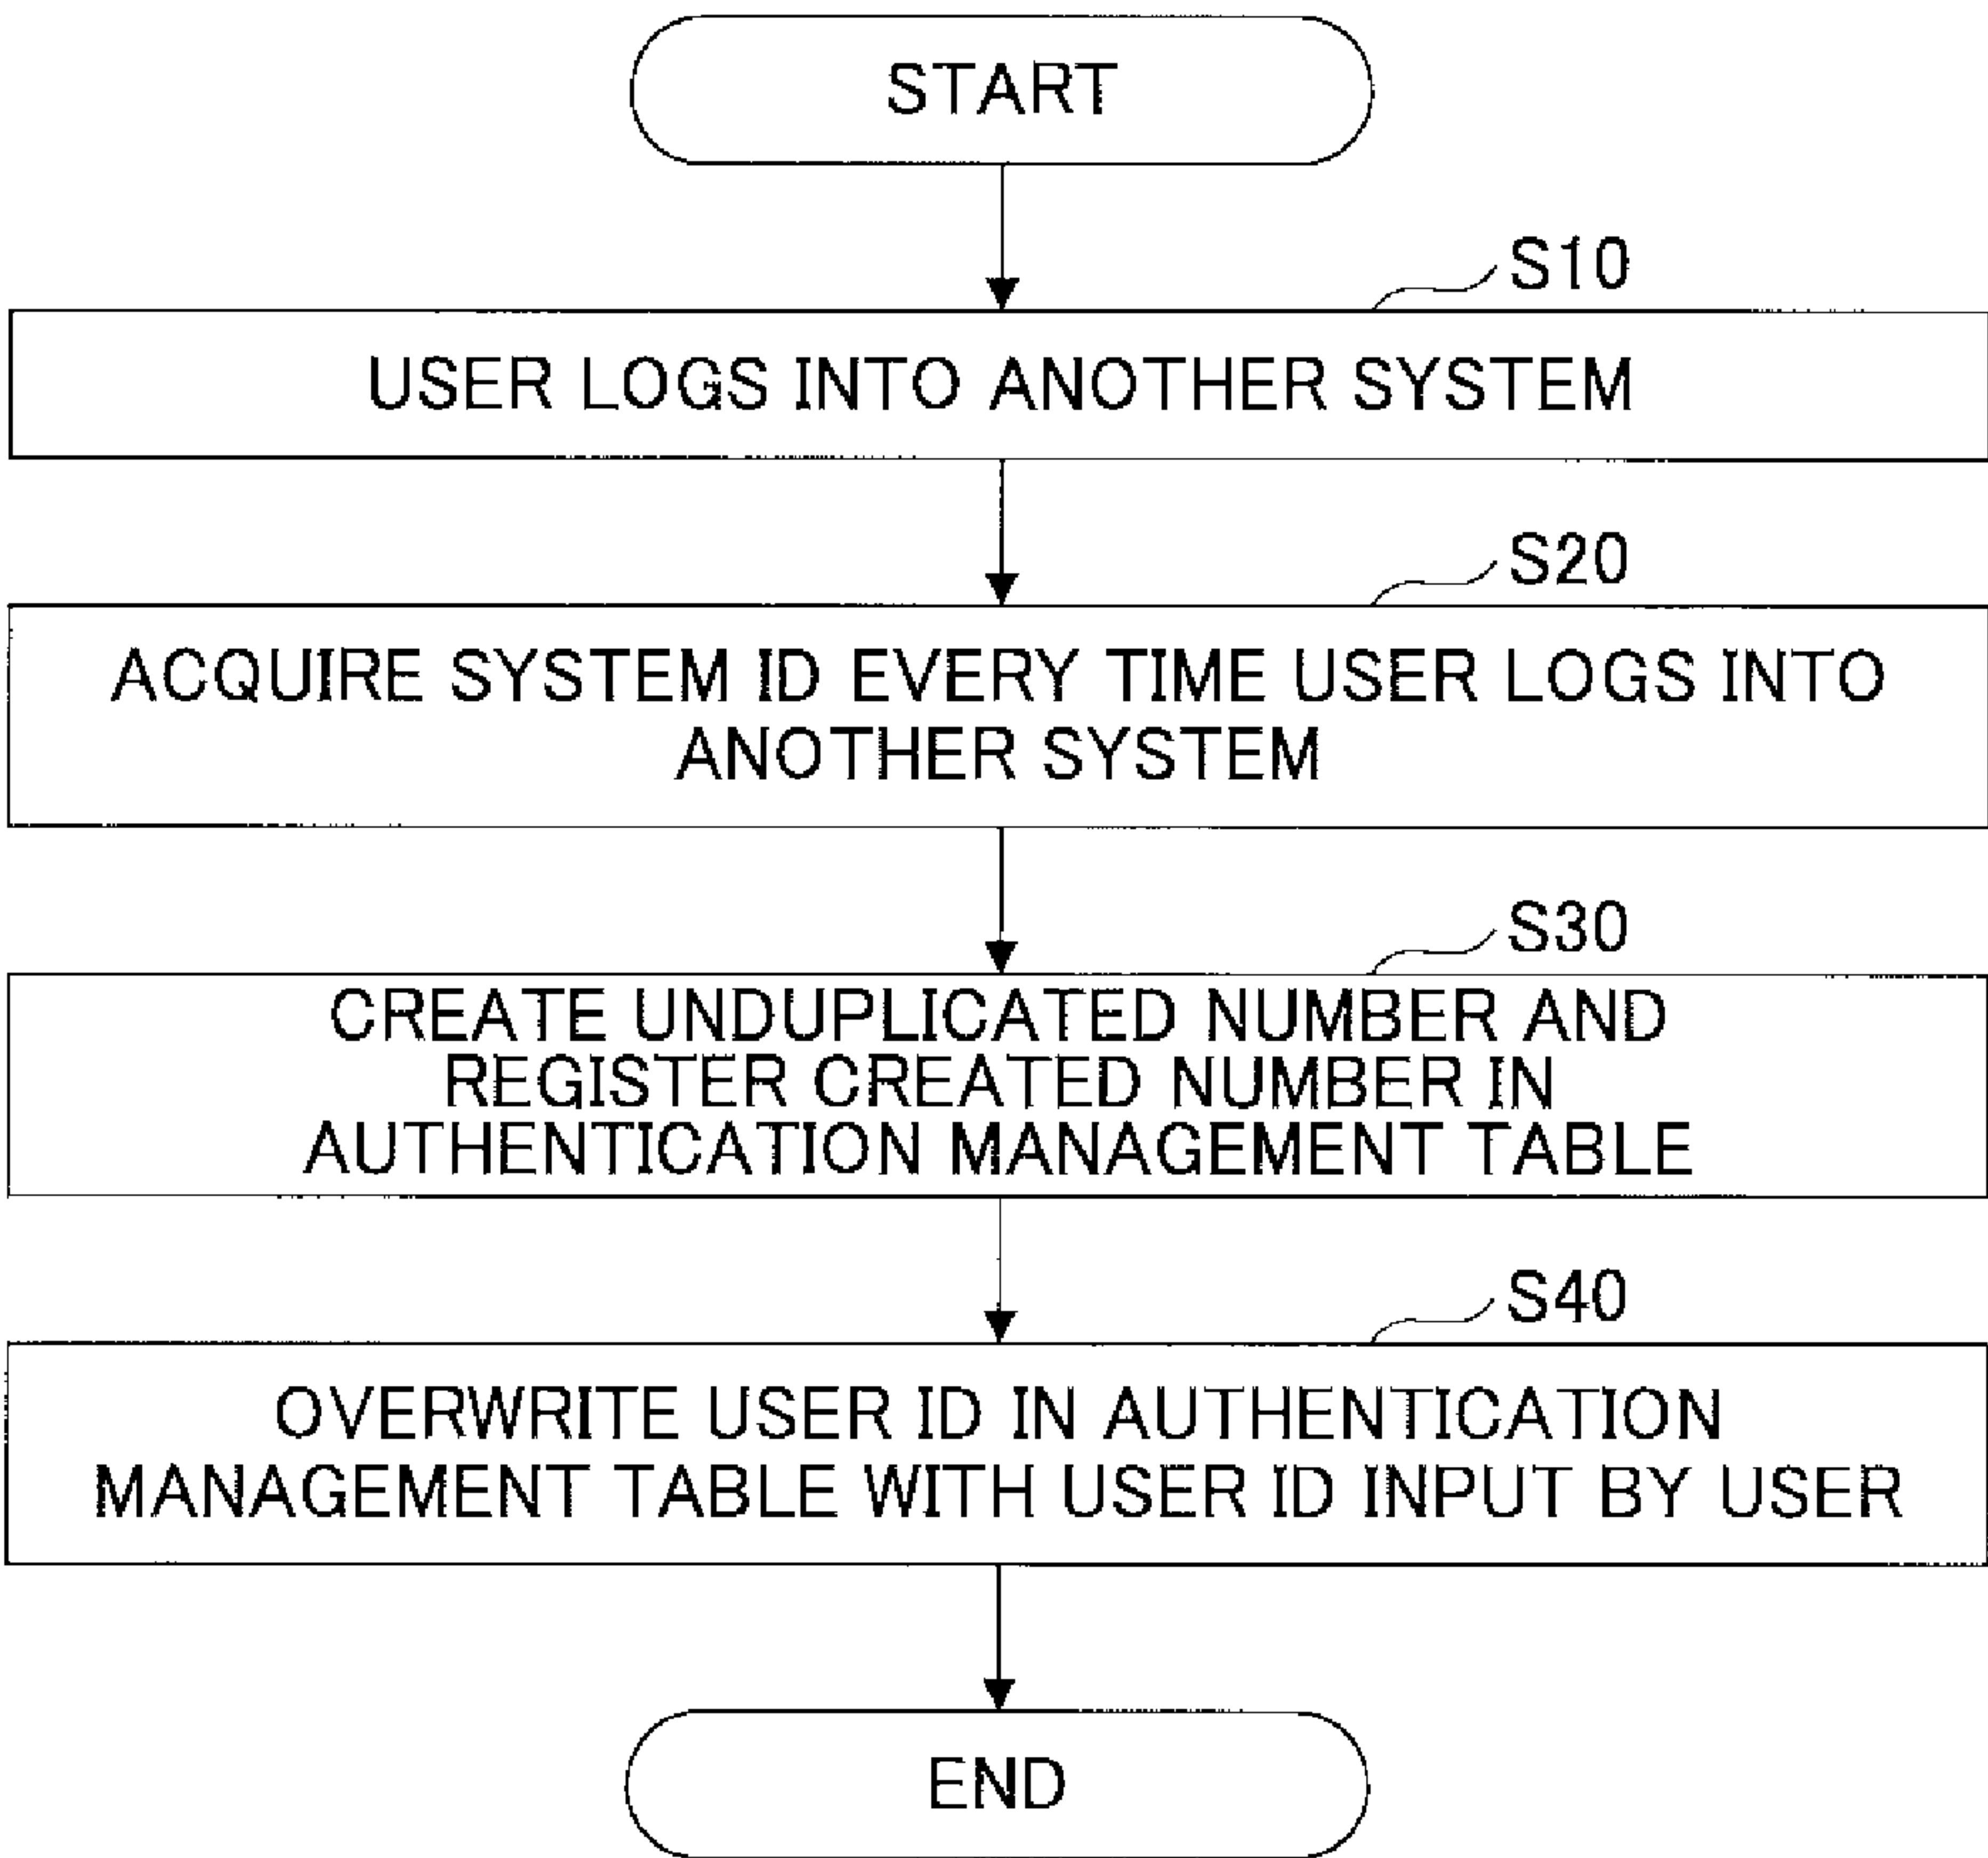 START
S10
USER LOGS INTO ANOTHER SYSTEM
S20
ACQUIRE SYSTEM ID EVERY TIME USER LOGS INTO
ANOTHER SYSTEM
S30
CREATE UNDUPLICATED NUMBER AND
REGISTER CREATED NUMBER IN
AUTHENTICATION MANAGEMENT TABLE
S40
OVERWRITE USER ID IN AUTHENTICATION
MANAGEMENT TABLE WITH USER ID INPUT BY USER
END